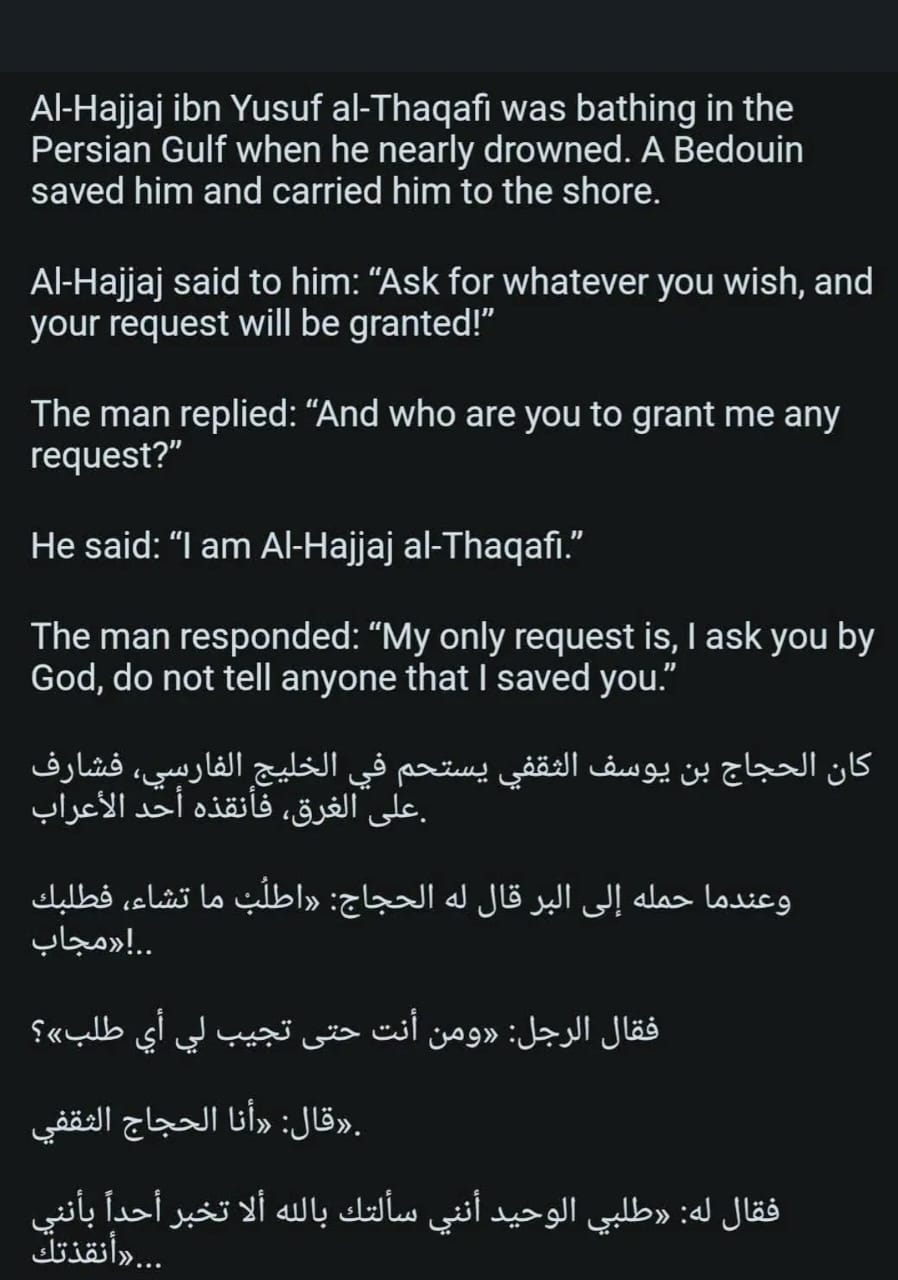 Al-Hajjaj ibn Yusuf al-Thaqafi was bathing in the
Persian Gulf when he nearly drowned. A Bedouin
saved him and carried him to the shore.
Al-Hajjaj said to him: “Ask for whatever you wish, and
your request will be granted!”
The man replied: “And who are you to grant me any
request?”
He said: “I am Al-Hajjaj al-Thaqafi.”
The man responded: “My only request is, I ask you by
God, do not tell anyone that I saved you.”
كان الحجاج بن يوسف الثقفي يستحم في الخليج الفارسي، فشارف
على الغرق، فأنقذه أحد الأعراب.
وعندما حمله إلى البر قال له الحجاج: «اطلُبْ ما تشاء، فطلبك
مجاب»!..
فقال الرجل: «ومن أنت حتى تجيب لي أي طلب»؟
قال: «أنا الحجاج الثقفي».
فقال له: «طلبي الوحيد أنني سألتك بالله ألا تخبر أحداً بأنني
أنقذتك»...